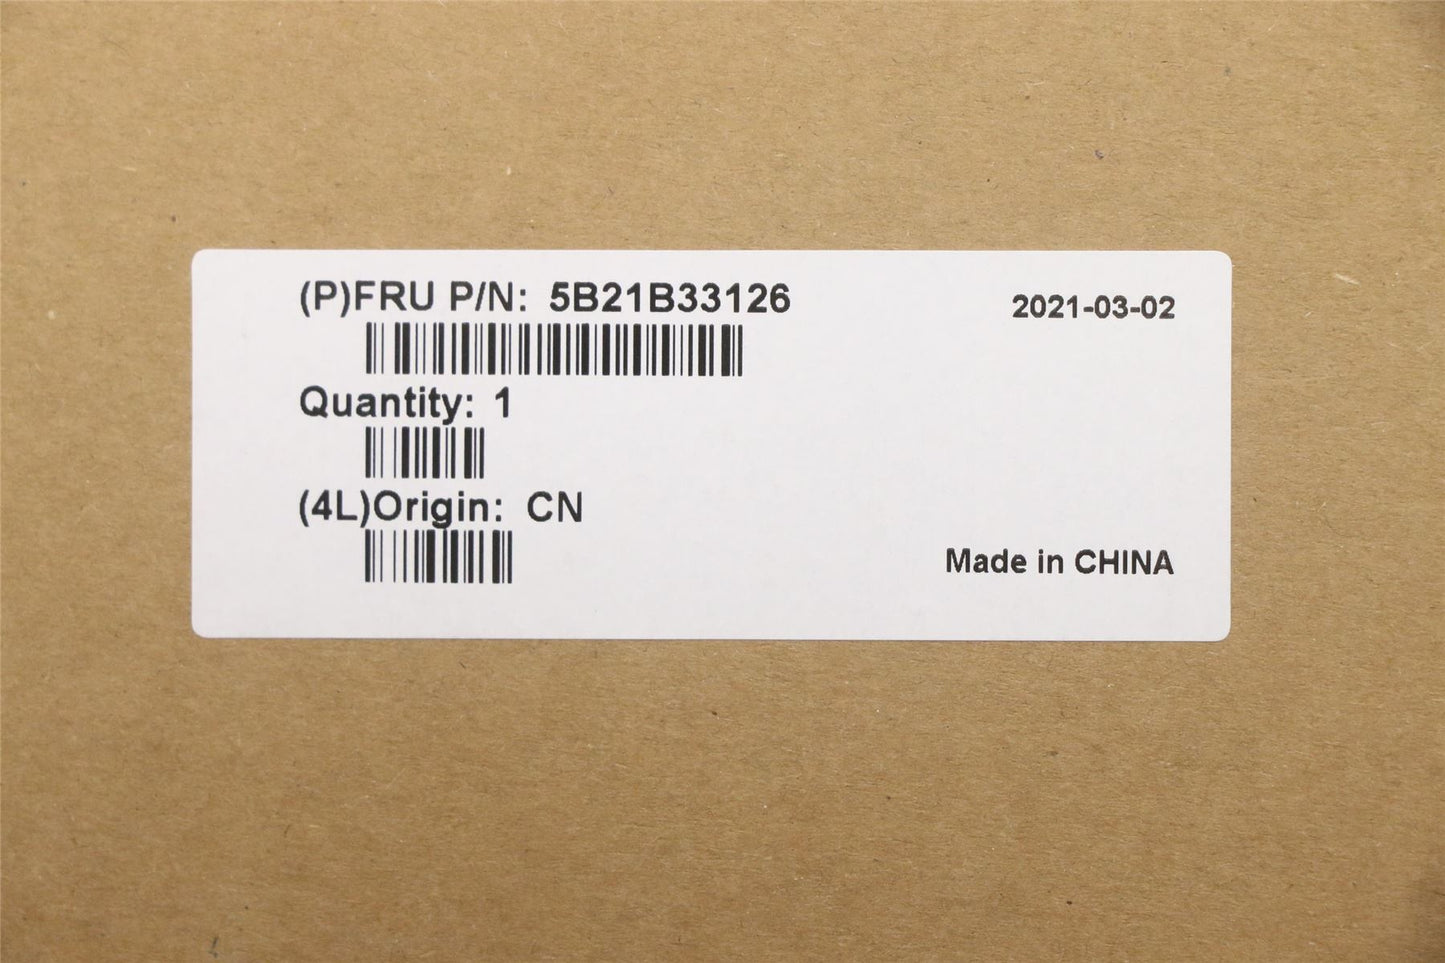 (P)FRU P/N: 5B21B33126
2021-03-02
Quantity: 1
(4L)Origin: CN
Made in CHINA